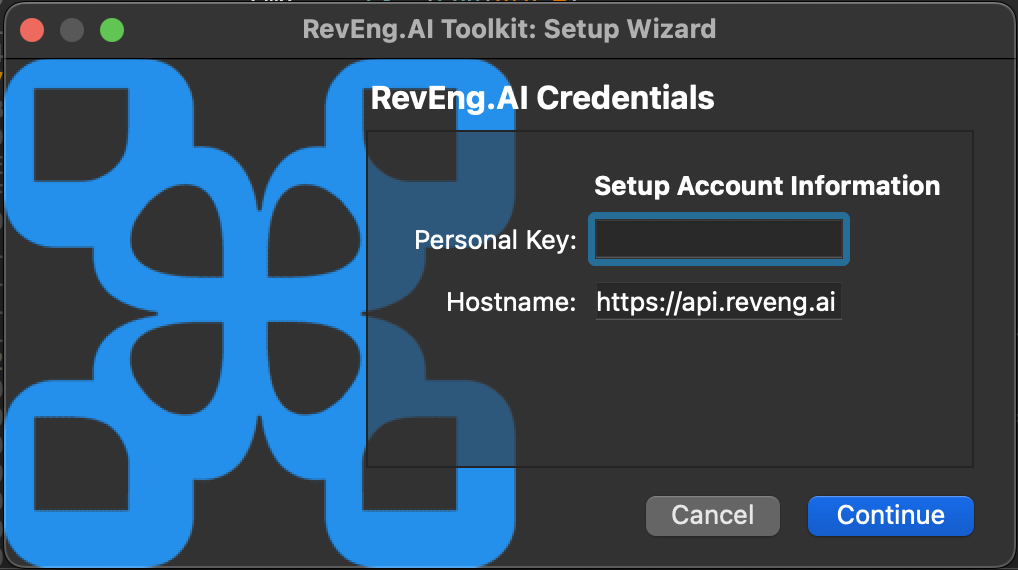 RevEng.AI Toolkit: Setup Wizard
RevEng.AI Credentials
Setup Account Information
Personal Key:
Hostname: https://api.reveng.ai
Cancel Continue